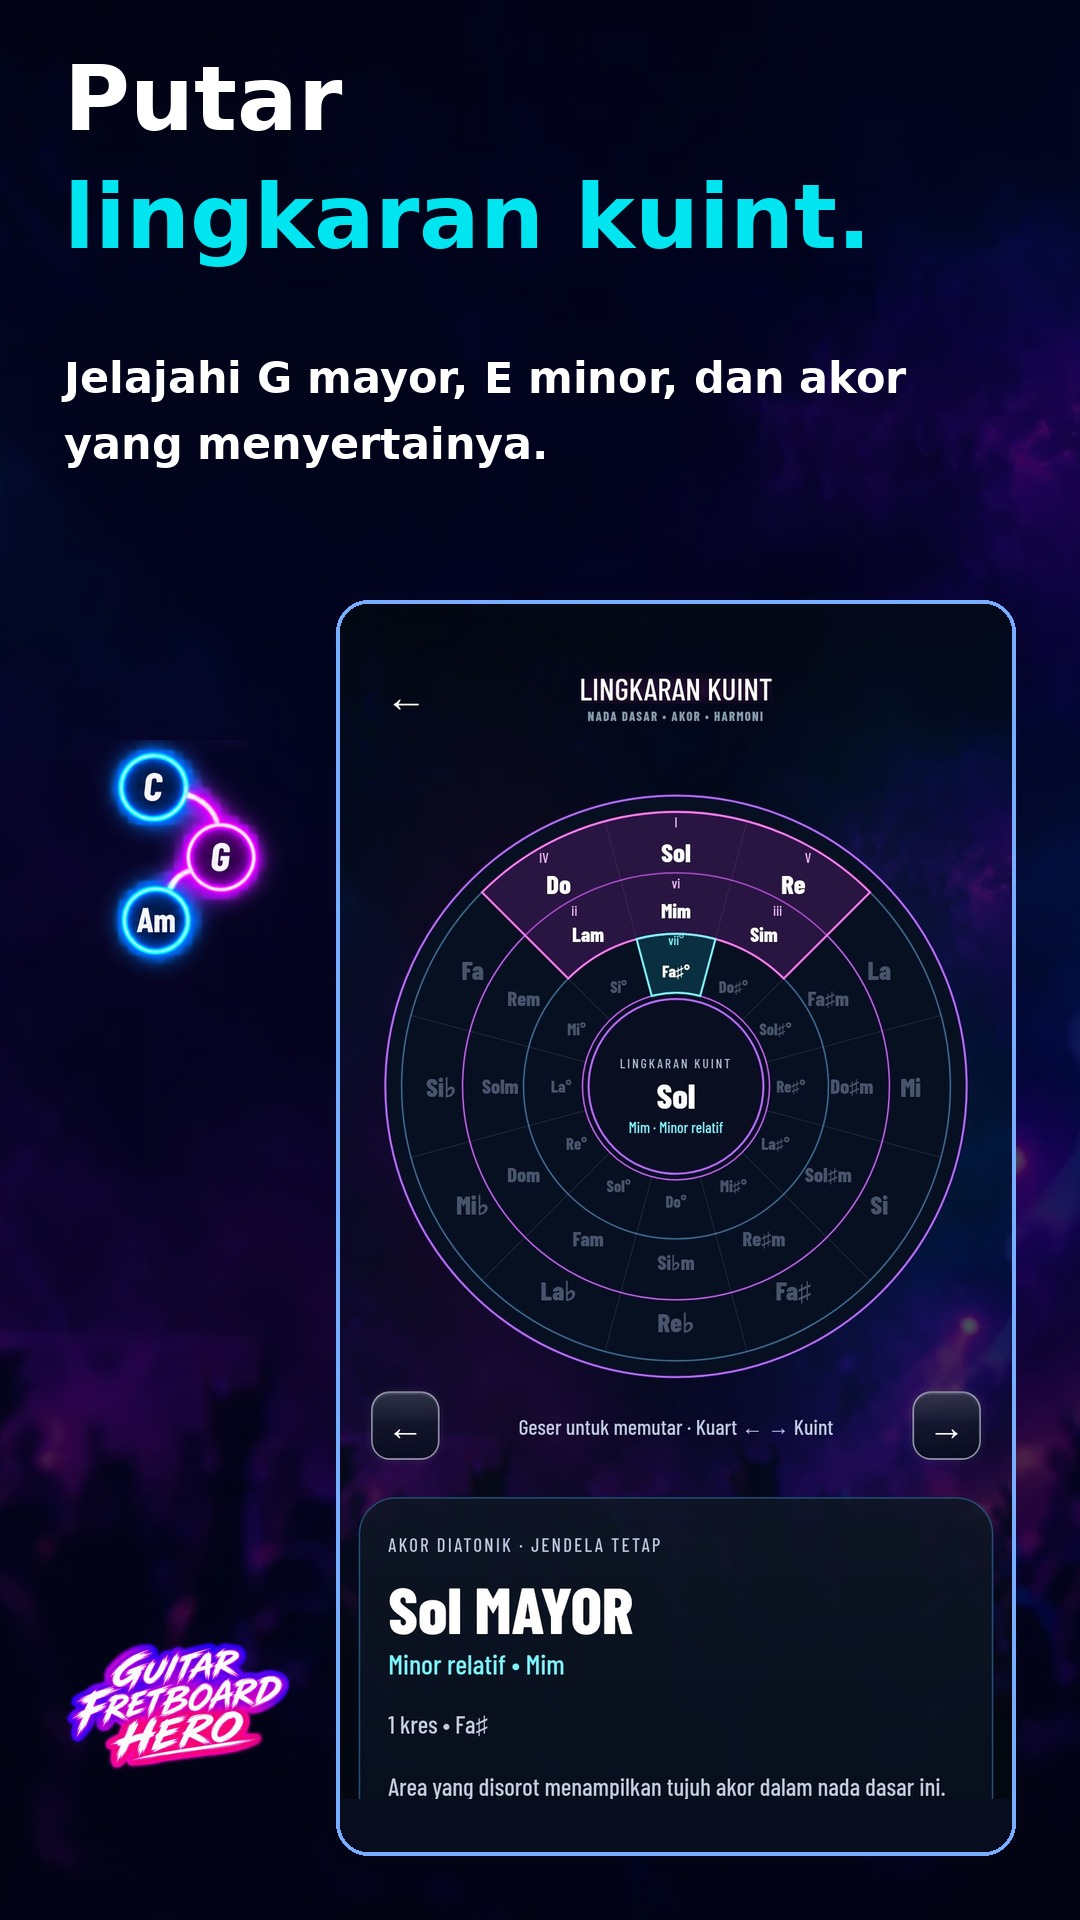 Putar
lingkaran kuint.
Jelajahi G mayor, E minor, dan akor
yang menyertainya.
←
LINGKARAN KUINT
NADA DASAR • AKOR • HARMONI
C
G
Am
I
Sol
IV
Do
V
Re
vi
Mim
ii
Lam
iii
Sim
vii°
Fa♯°
Fa
Rem
Si°
Do♯°
Fa♯m
La
Mi°
Sol♯°
Si♭
Solm
La°
Re♯°
Do♯m
Mi
LINGKARAN KUINT
Sol
Mim · Minor relatif
Re°
La♯°
Mi♭
Dom
Sol°
Do°
Mi♯°
Sol♯m
Si
Fam
Si♭m
Re♯m
La♭
Re♭
Fa♯
← Geser untuk memutar · Kuart ← → Kuint →
AKOR DIATONIK · JENDELA TETAP
Sol MAYOR
Minor relatif • Mim
1 kres • Fa♯
Area yang disorot menampilkan tujuh akor dalam nada dasar ini.
GUITAR
FRETBOARD
HERO